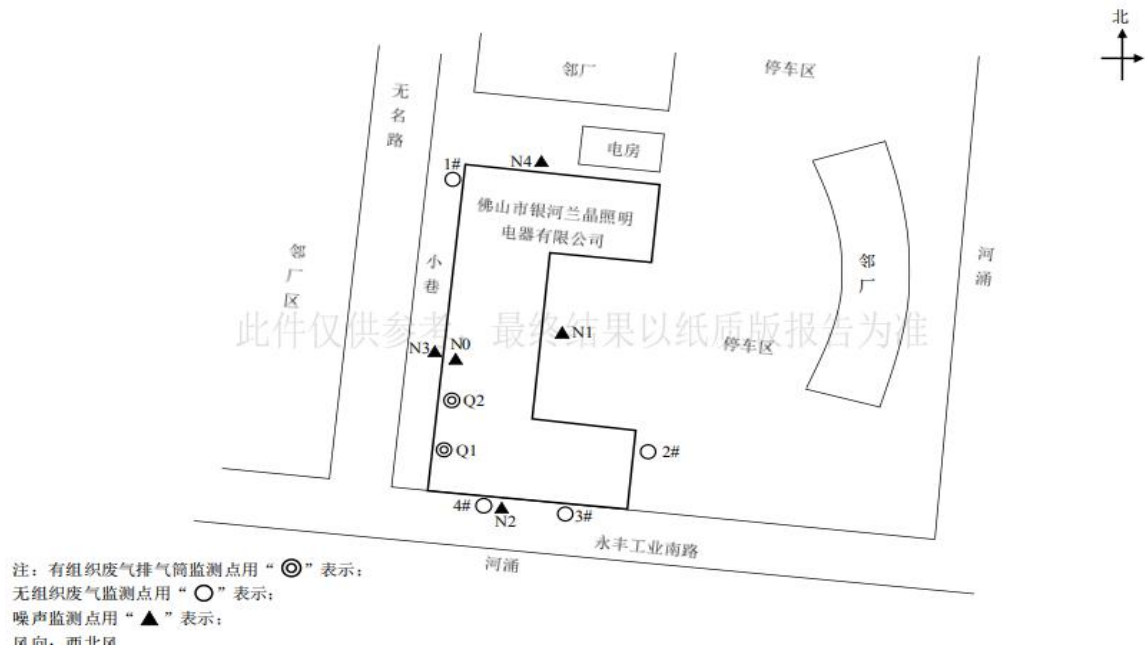 北
邻厂
停车区
无名路
电房
1#
N4
佛山市银河兰晶照明
电器有限公司
邻厂区
小巷
邻厂
河涌
此件仅供参考，最终结果以纸质版报告为准
N3
N0
N1
停车区
Q2
Q1
2#
4#
N2
3#
永丰工业南路
河涌
注：有组织废气排气筒监测点用“◎”表示；
无组织废气监测点用“○”表示；
噪声监测点用“▲”表示；
风向：西北风